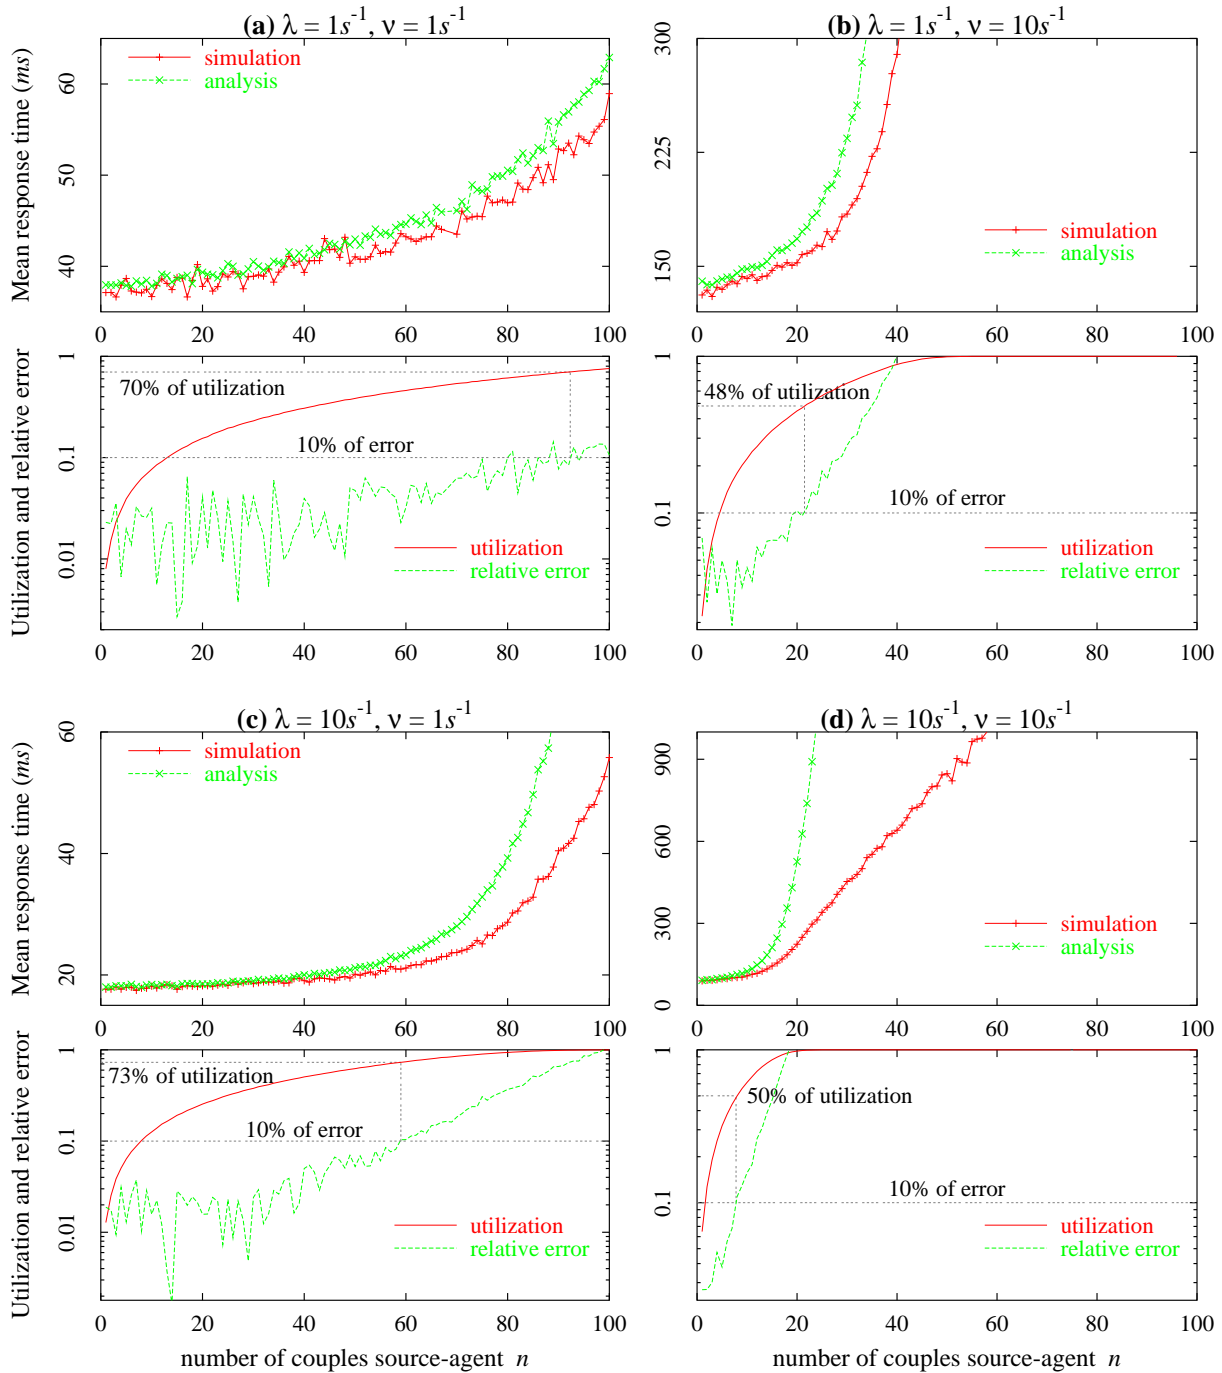 (a) λ = 1s⁻¹, ν = 1s⁻¹
Mean response time (ms)
60
50
40
simulation
analysis
0 20 40 60 80 100
Utilization and relative error
1
0.1
0.01
70% of utilization
10% of error
utilization
relative error
0 20 40 60 80 100
(b) λ = 1s⁻¹, ν = 10s⁻¹
300
225
150
simulation
analysis
0 20 40 60 80 100
1
0.1
48% of utilization
10% of error
utilization
relative error
0 20 40 60 80 100
(c) λ = 10s⁻¹, ν = 1s⁻¹
Mean response time (ms)
60
40
20
simulation
analysis
0 20 40 60 80 100
Utilization and relative error
1
0.1
0.01
73% of utilization
10% of error
utilization
relative error
0 20 40 60 80 100
number of couples source-agent n
(d) λ = 10s⁻¹, ν = 10s⁻¹
900
600
300
0
simulation
analysis
0 20 40 60 80 100
1
0.1
50% of utilization
10% of error
utilization
relative error
0 20 40 60 80 100
number of couples source-agent n